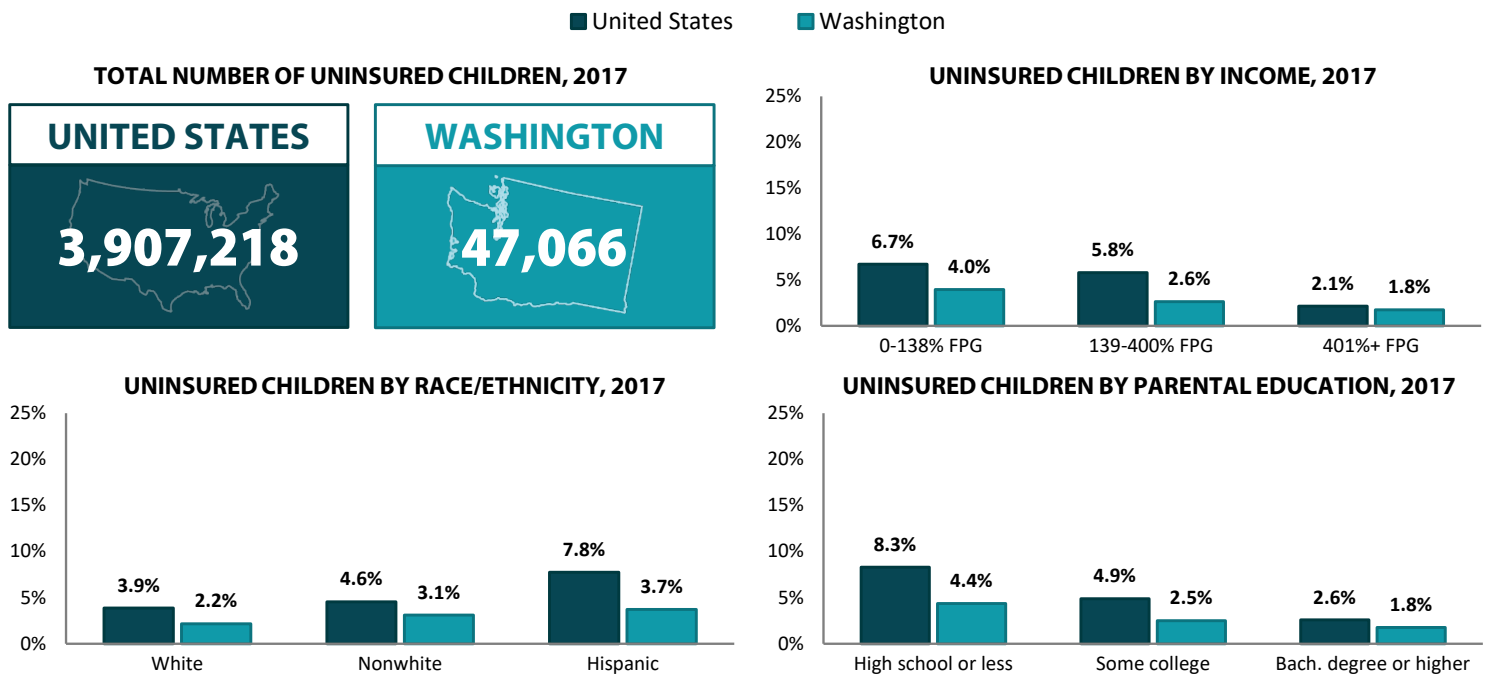 United States Washington
TOTAL NUMBER OF UNINSURED CHILDREN, 2017
UNITED STATES
3,907,218
WASHINGTON
47,066
UNINSURED CHILDREN BY INCOME, 2017
25%
20%
15%
10%
5%
0%
6.7% 4.0% 5.8% 2.6% 2.1% 1.8%
0-138% FPG 139-400% FPG 401%+ FPG
UNINSURED CHILDREN BY RACE/ETHNICITY, 2017
25%
20%
15%
10%
5%
0%
3.9% 2.2% 4.6% 3.1% 7.8% 3.7%
White Nonwhite Hispanic
UNINSURED CHILDREN BY PARENTAL EDUCATION, 2017
25%
20%
15%
10%
5%
0%
8.3% 4.4% 4.9% 2.5% 2.6% 1.8%
High school or less Some college Bach. degree or higher